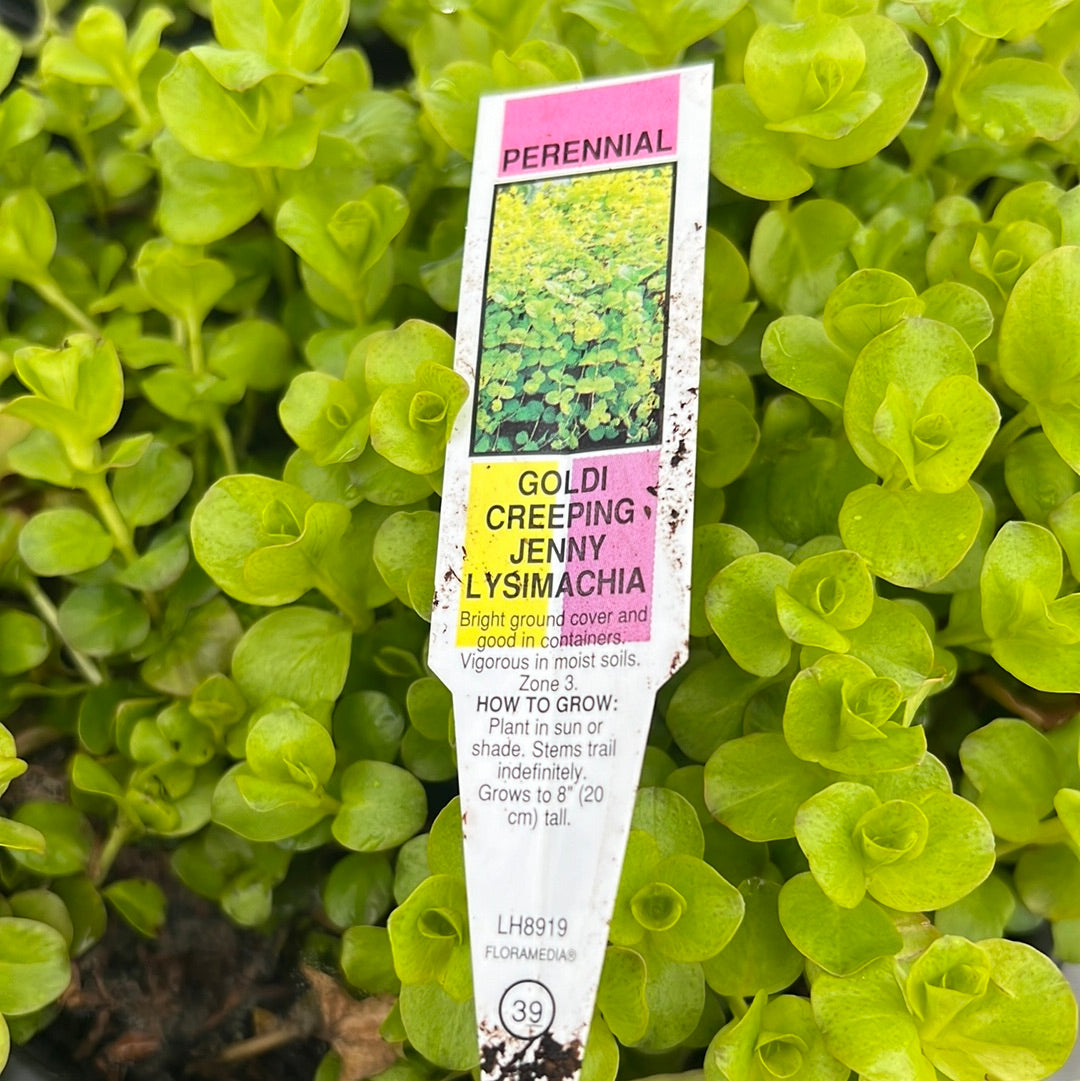 PERENNIAL
GOLDI
CREEPING
JENNY
LYSIMACHIA
Bright ground cover and
good in containers.
Vigorous in moist soils.
Zone 3.
HOW TO GROW:
Plant in sun or
shade. Stems trail
indefinitely.
Grows to 8" (20
cm) tall.
LH8919
FLORAMEDIA®
39